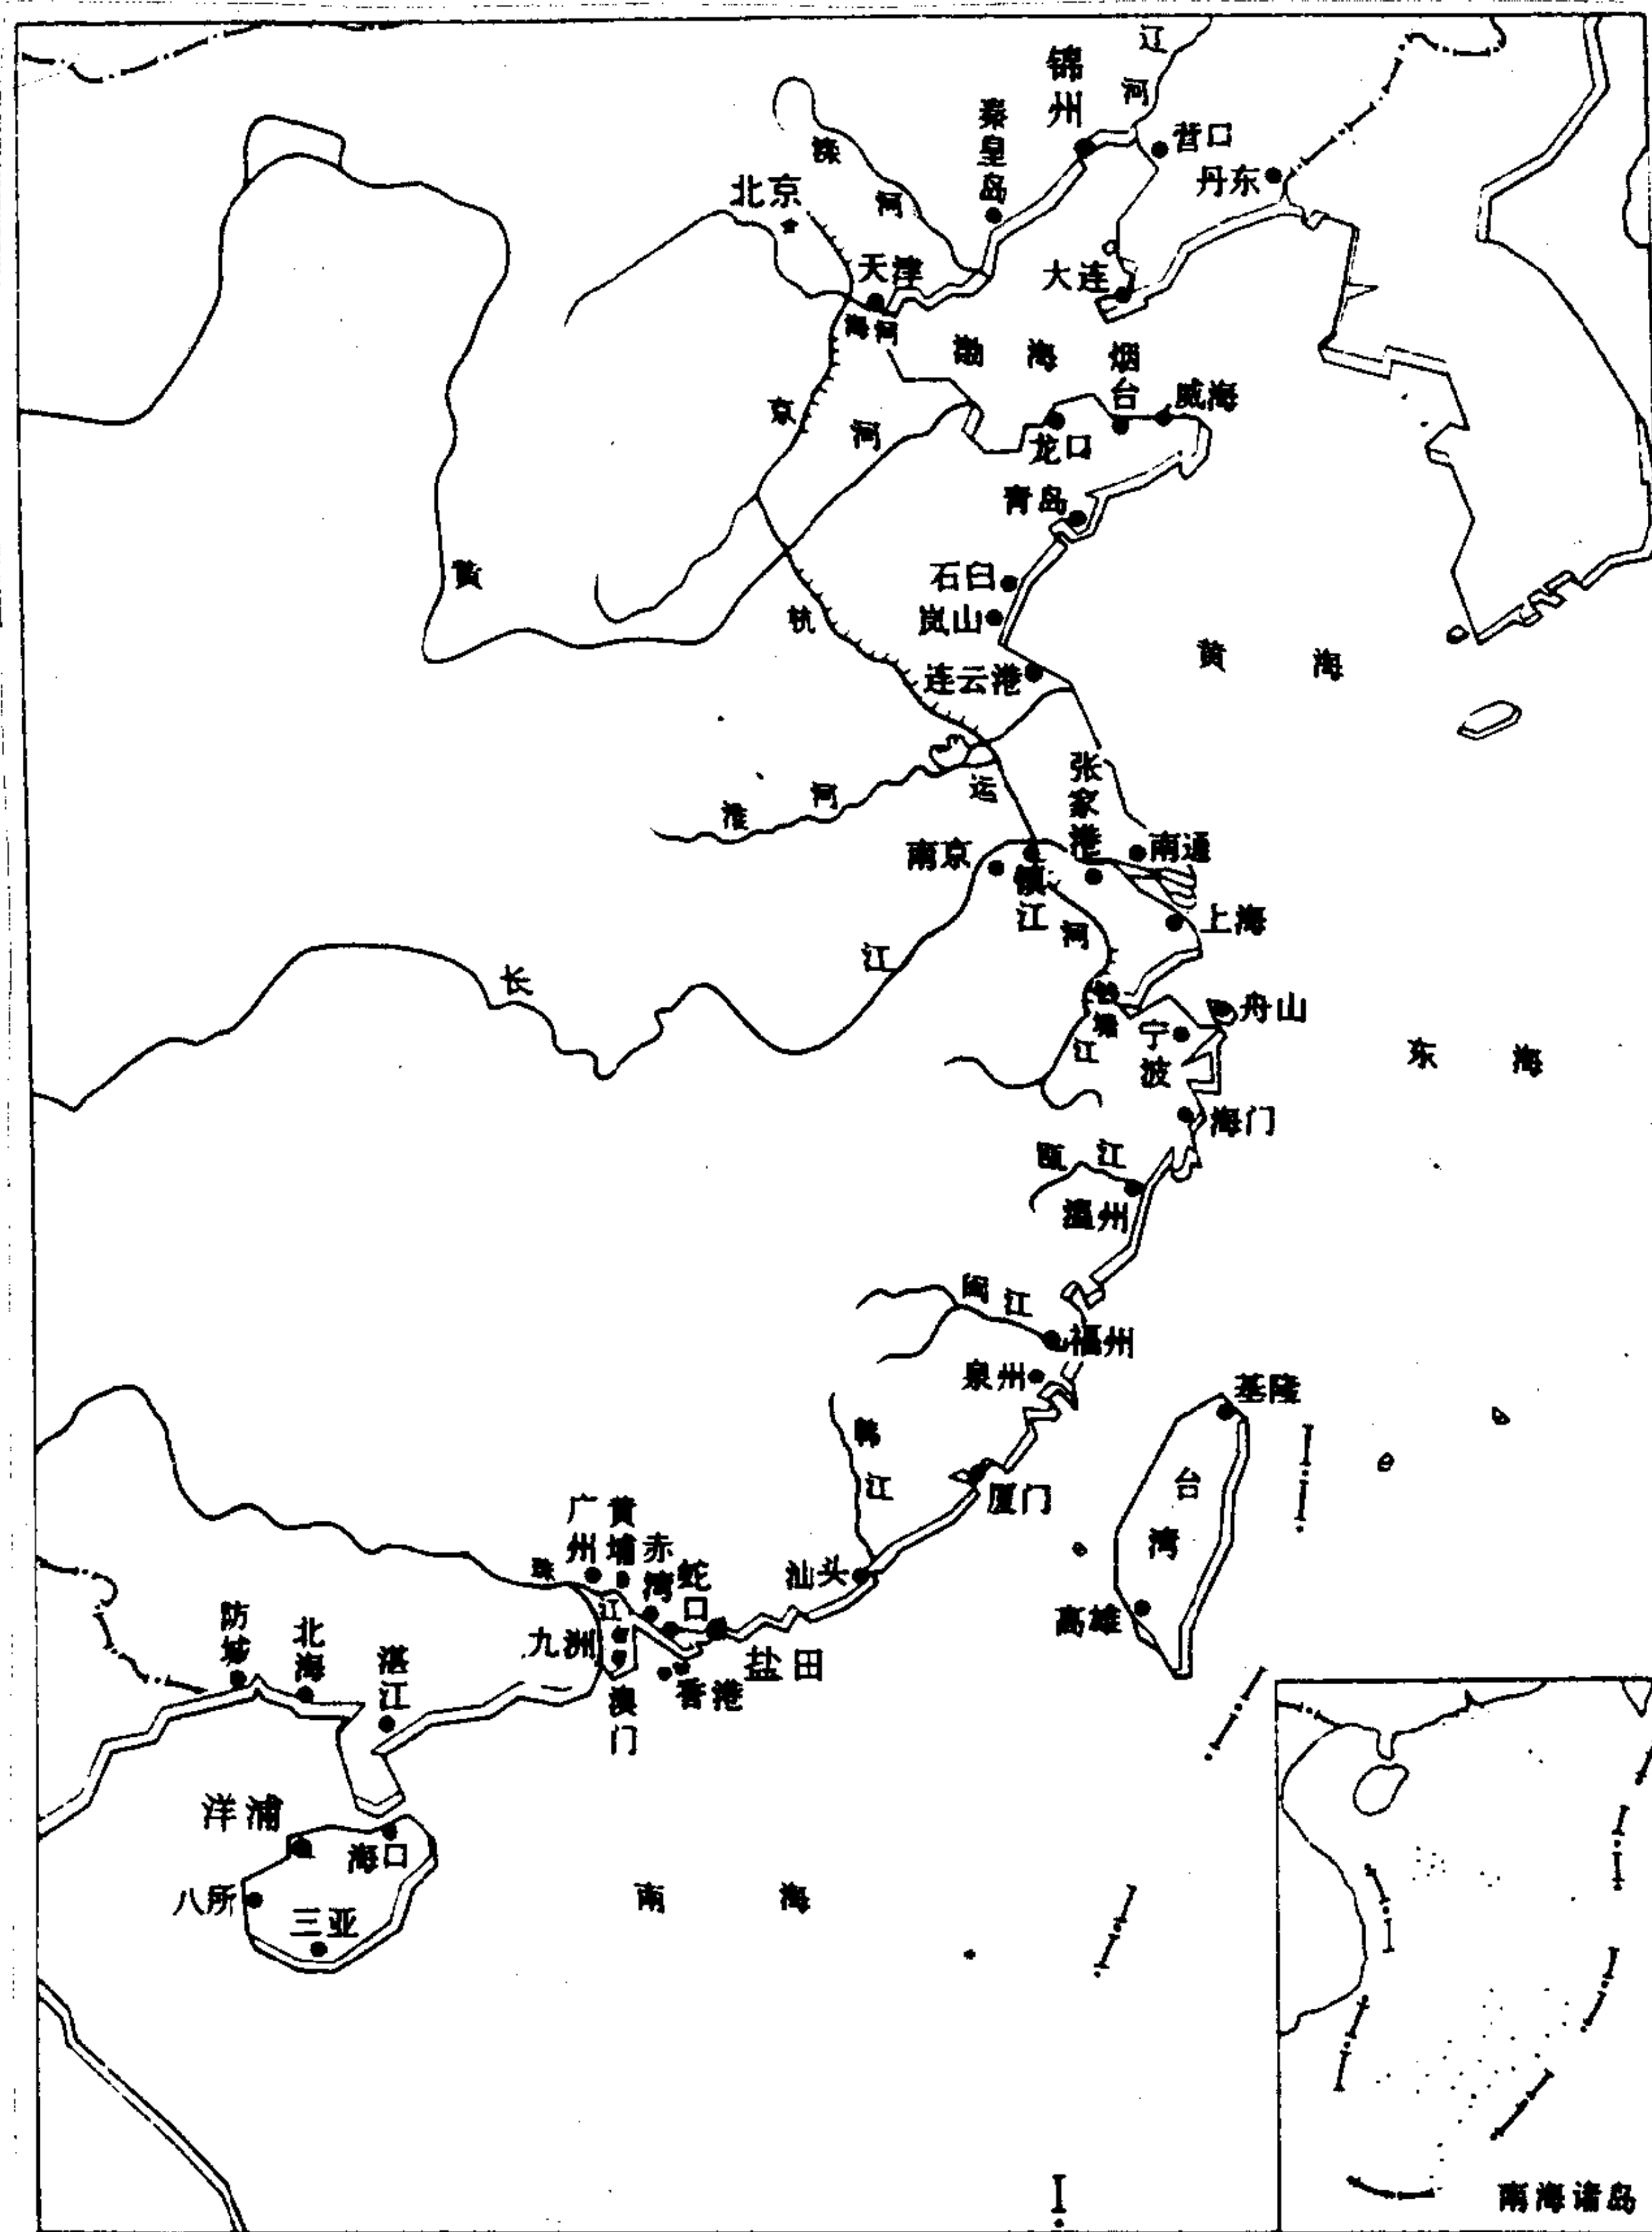 辽河
锦州
秦皇岛
营口
丹东
滦河
北京
天津
大连
海河
渤海
烟台
威海
龙口
京杭运河
黄河
青岛
石臼
岚山
连云港
黄海
淮河
张家港
南京
镇江
南通
上海
长江
钱塘江
舟山
宁波
东海
海门
瓯江
温州
闽江
福州
泉州
基隆
台湾
韩江
厦门
广州
黄埔
赤湾
蛇口
珠江
汕头
高雄
防城
北海
湛江
九洲
盐田
香港
澳门
洋浦
海口
八所
三亚
南海
南海诸岛